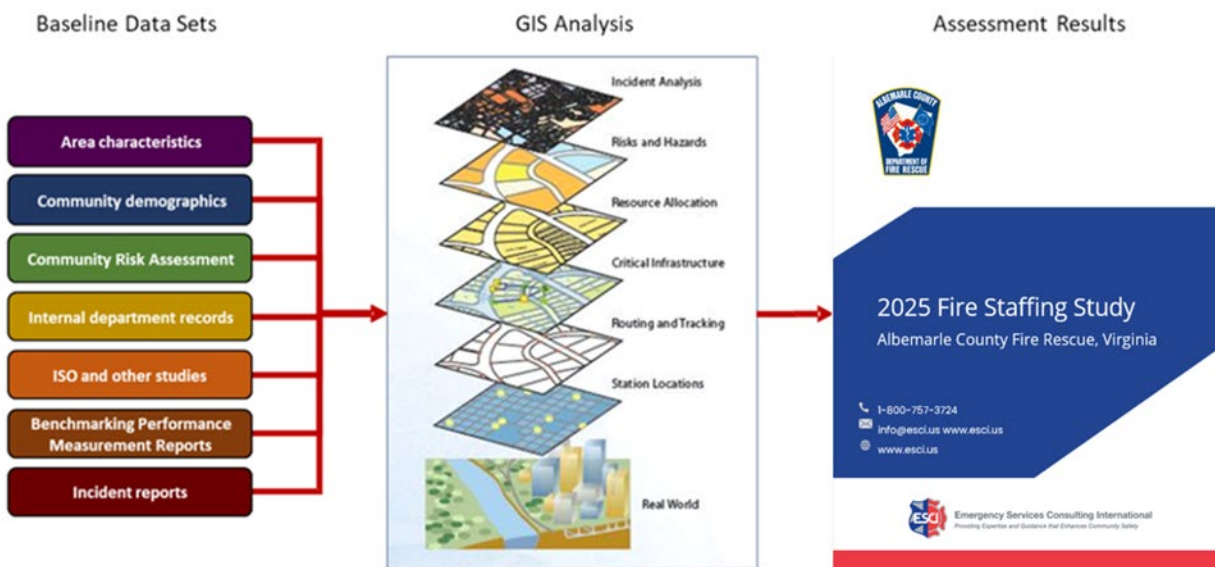 Baseline Data Sets
GIS Analysis
Assessment Results
Area characteristics
Community demographics
Community Risk Assessment
Internal department records
ISO and other studies
Benchmarking Performance
Measurement Reports
Incident reports
Incident Analysis
Risks and Hazards
Resource Allocation
Critical Infrastructure
Routing and Tracking
Station Locations
Real World
ALBEMARLE COUNTY
DEPARTMENT OF
FIRE RESCUE
2025 Fire Staffing Study
Albemarle County Fire Rescue, Virginia
1-800-757-3724
info@esci.us www.esci.us
www.esci.us
ESCI
Emergency Services Consulting International
Providing Expertise and Guidance that Enhances Community Safety